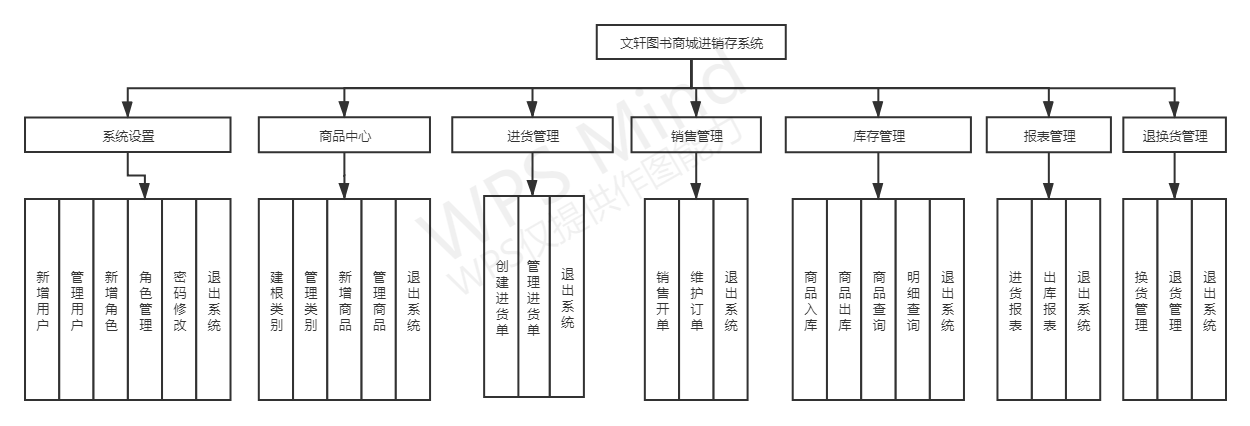 文轩图书商城进销存系统
系统设置
商品中心
进货管理
销售管理
库存管理
报表管理
退换货管理
新增用户
管理用户
新增角色
角色管理
密码修改
退出系统
建根类别
管理类别
新增商品
管理商品
退出系统
创建进货单
管理进货单
退出系统
销售开单
维护订单
退出系统
商品入库
商品出库
商品查询
明细查询
退出系统
进货报表
出库报表
退出系统
换货管理
退货管理
退出系统
WPS Mind
WPS仅提供作图能力